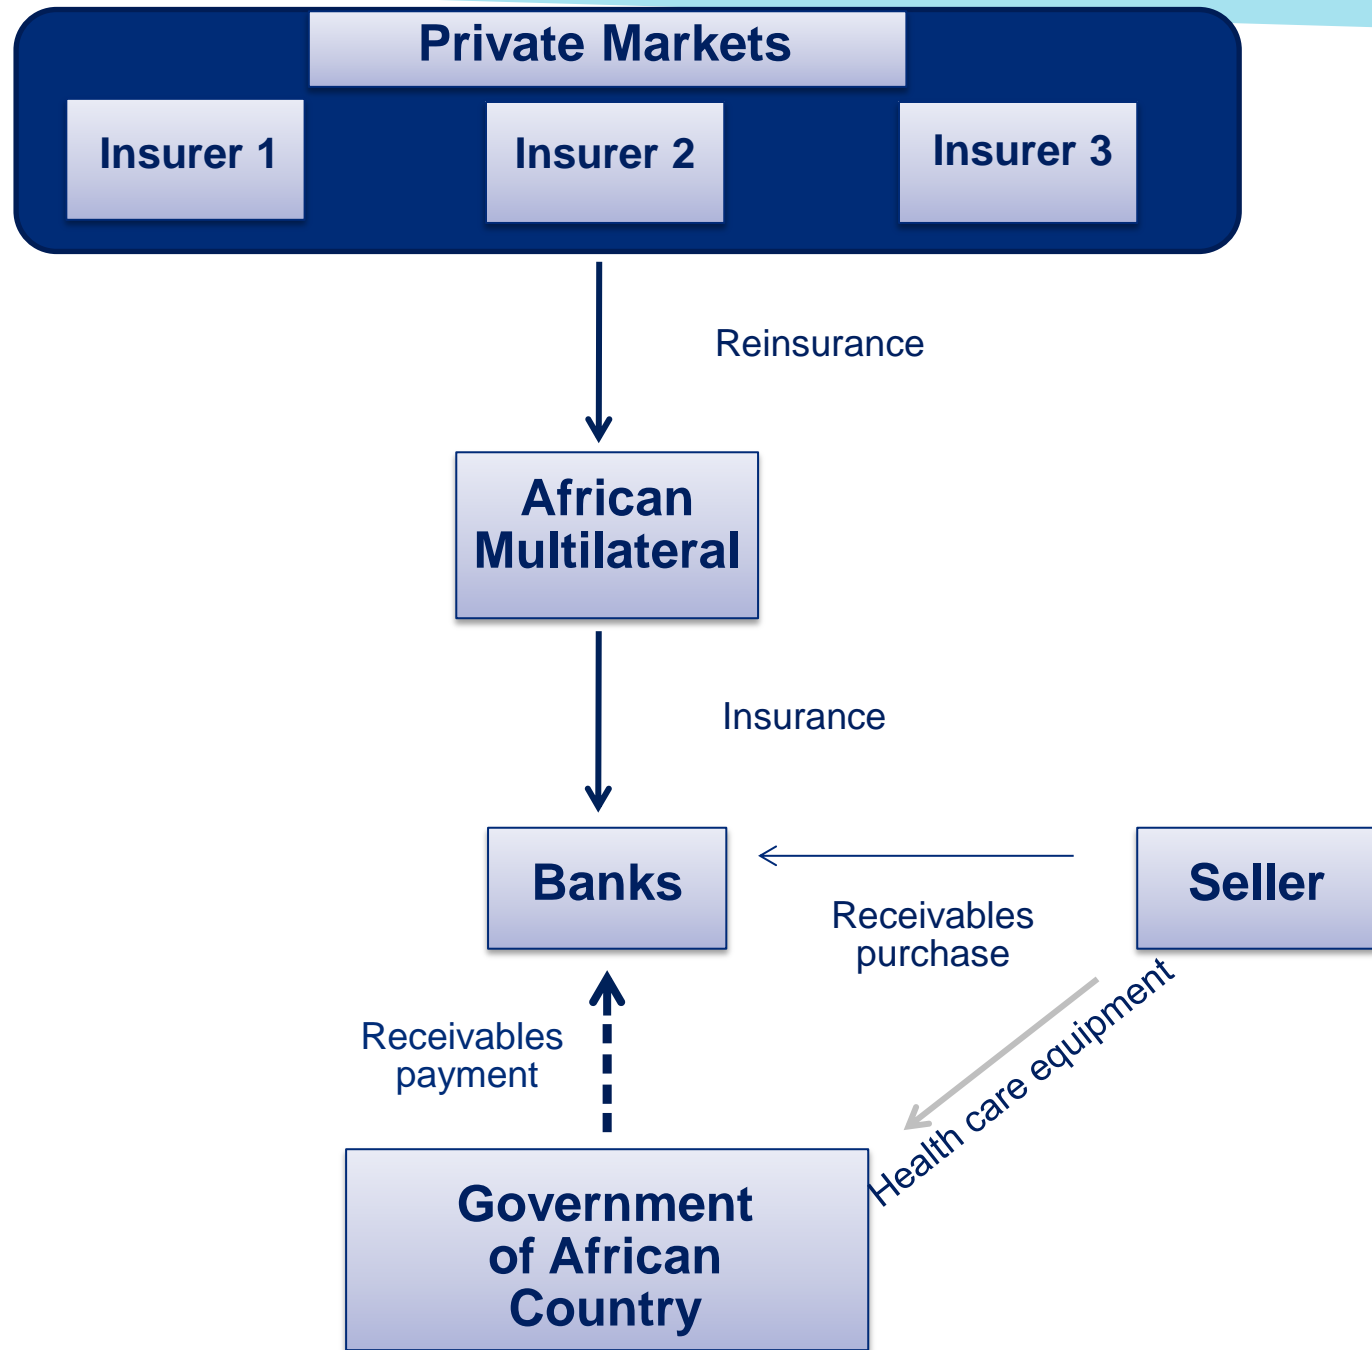 Private Markets
Insurer 1
Insurer 2
Insurer 3
Reinsurance
African
Multilateral
Insurance
Banks
Seller
Receivables
purchase
Receivables
payment
Health care equipment
Government
of African
Country